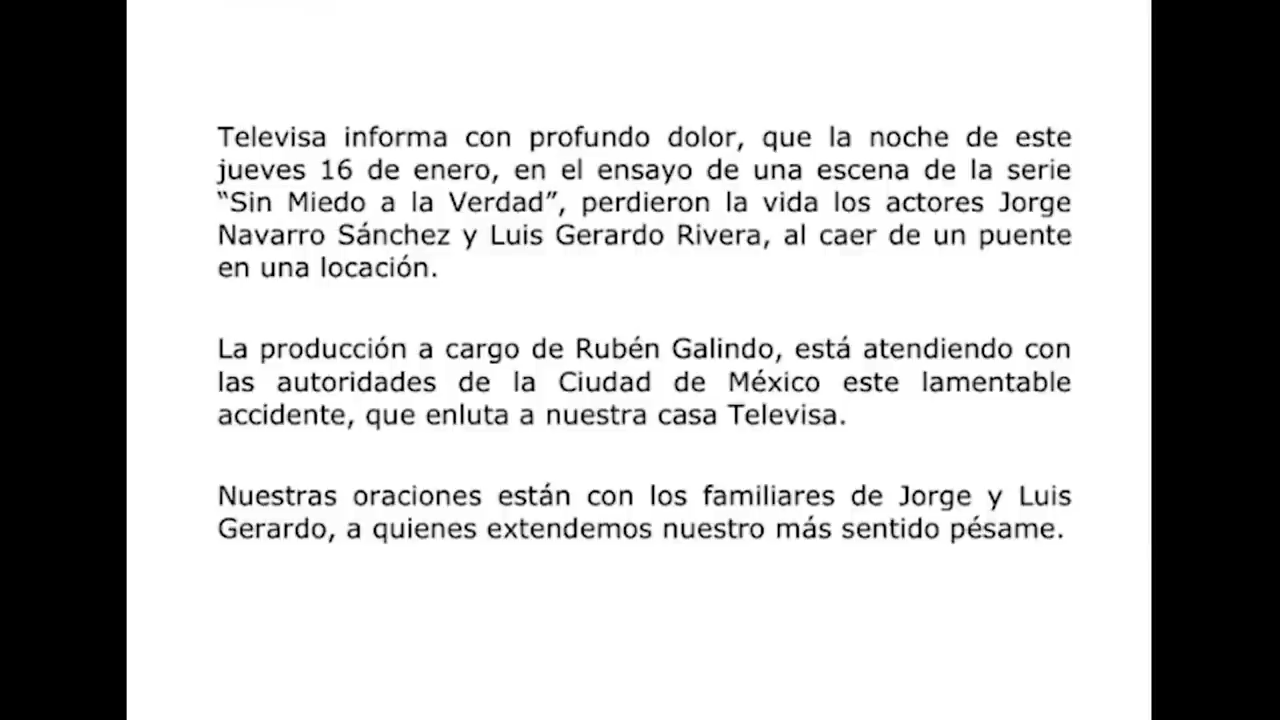 Televisa informa con profundo dolor, que la noche de este
jueves 16 de enero, en el ensayo de una escena de la serie
“Sin Miedo a la Verdad”, perdieron la vida los actores Jorge
Navarro Sánchez y Luis Gerardo Rivera, al caer de un puente
en una locación.
La producción a cargo de Rubén Galindo, está atendiendo con
las autoridades de la Ciudad de México este lamentable
accidente, que enluta a nuestra casa Televisa.
Nuestras oraciones están con los familiares de Jorge y Luis
Gerardo, a quienes extendemos nuestro más sentido pésame.